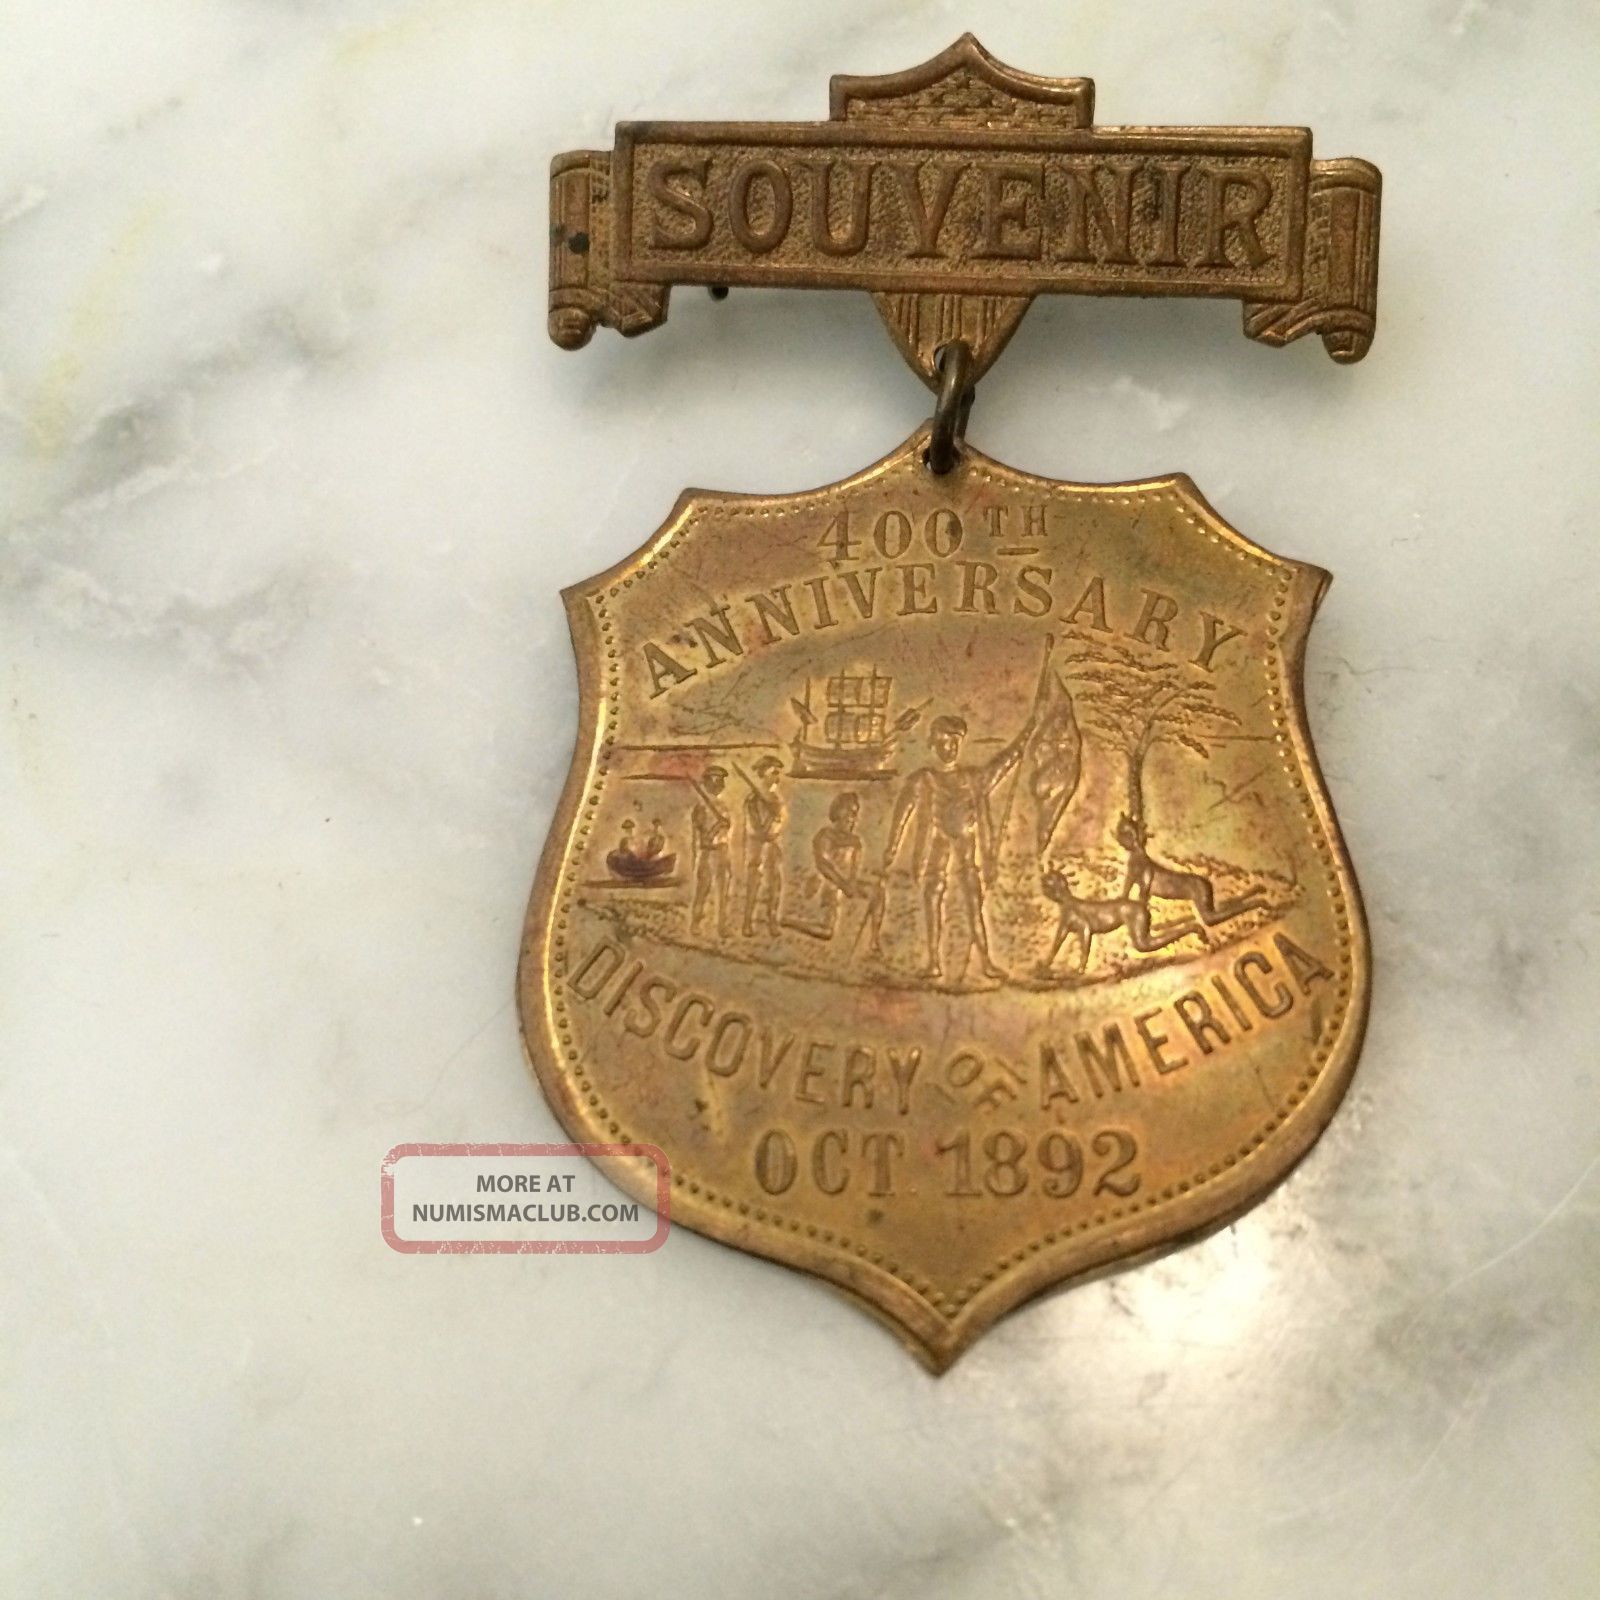 SOUVENIR
400TH
ANNIVERSARY
DISCOVERY OF AMERICA
OCT 1892
MORE AT
NUMISMACLUB.COM